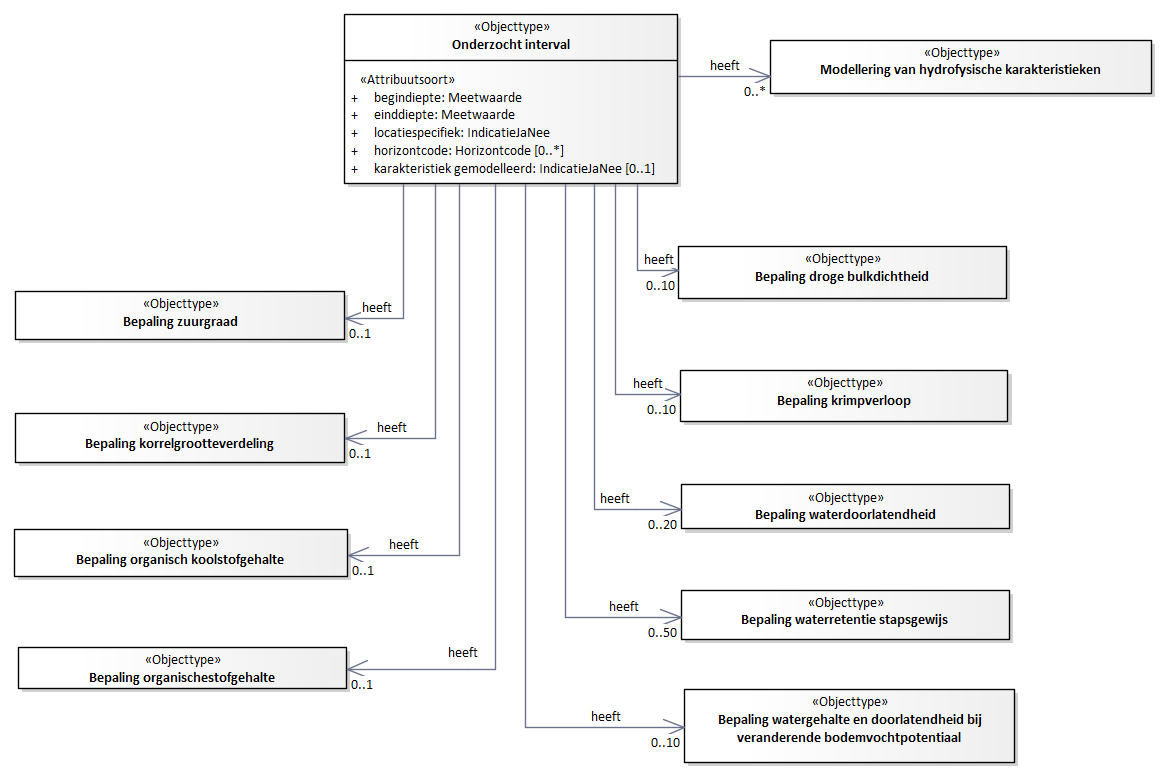 «Objecttype»
Onderzocht interval
«Attribuutsoort»
+ begindiepte: Meetwaarde
+ einddiepte: Meetwaarde
+ locatiespecifiek: IndicatieJaNee
+ horizontcode: Horizontcode [0..*]
+ karakteristiek gemodelleerd: IndicatieJaNee [0..1]
heeft
0..*
«Objecttype»
Modellering van hydrofysische karakteristieken
heeft
0..10
«Objecttype»
Bepaling droge bulkdichtheid
«Objecttype»
Bepaling zuurgraad
heeft
0..1
heeft
0..10
«Objecttype»
Bepaling krimpverloop
«Objecttype»
Bepaling korrelgrootteverdeling
heeft
0..1
heeft
0..20
«Objecttype»
Bepaling waterdoorlatendheid
«Objecttype»
Bepaling organisch koolstofgehalte
heeft
0..1
heeft
0..50
«Objecttype»
Bepaling waterretentie stapsgewijs
«Objecttype»
Bepaling organischestofgehalte
heeft
0..1
heeft
0..10
«Objecttype»
Bepaling watergehalte en doorlatendheid bij
veranderende bodemvochtpotentiaal